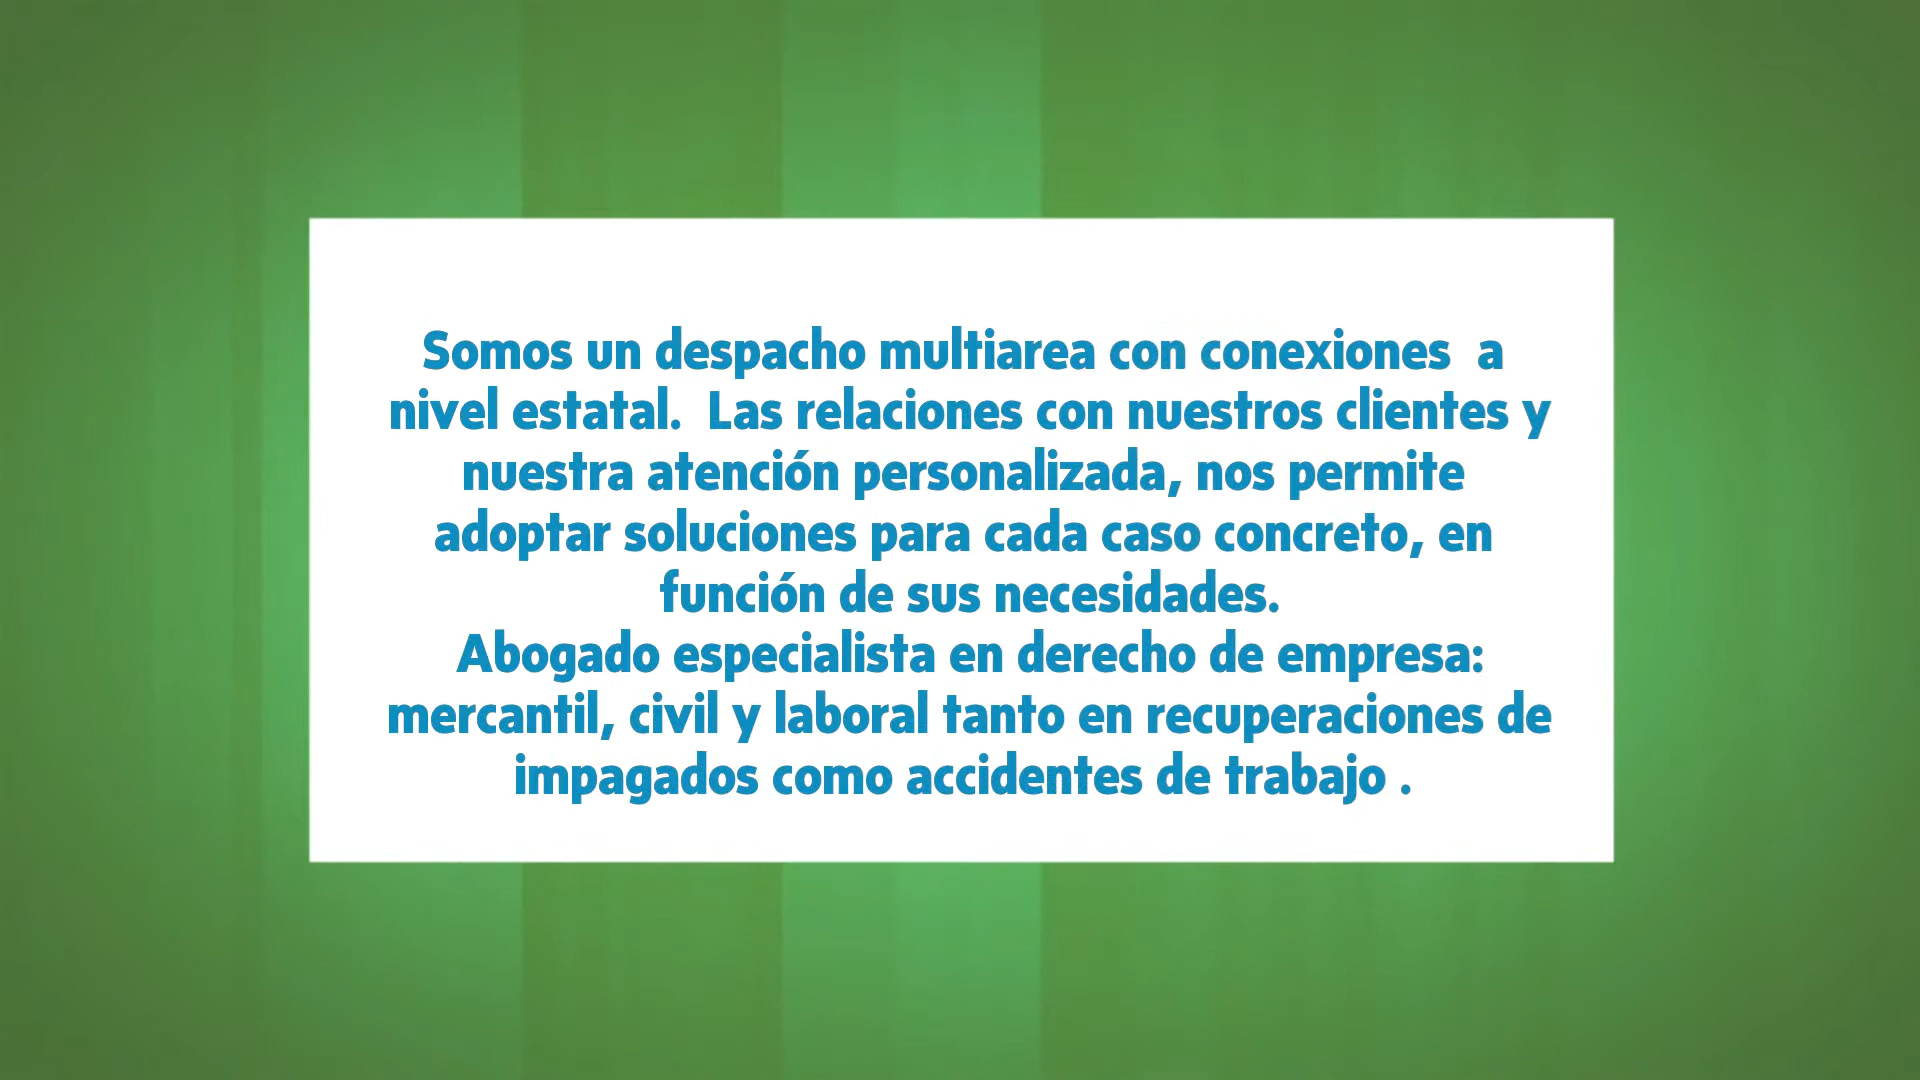 Somos un despacho multiarea con conexiones  a
nivel estatal.  Las relaciones con nuestros clientes y
nuestra atención personalizada, nos permite
adoptar soluciones para cada caso concreto, en
función de sus necesidades.
Abogado especialista en derecho de empresa:
mercantil, civil y laboral tanto en recuperaciones de
impagados como accidentes de trabajo .